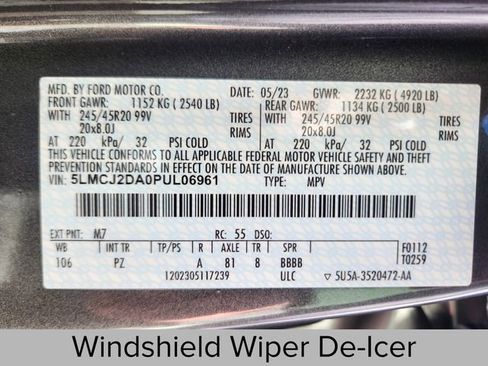 MFD. BY FORD MOTOR CO.
DATE: 05/23 GVWR: 2232 KG ( 4920 LB)
FRONT GAWR: 1152 KG ( 2540 LB) REAR GAWR: 1134 KG ( 2500 LB)
WITH 245/45R20 99V TIRES WITH 245/45R20 99V TIRES
20x8.0J RIMS 20x8.0J RIMS
AT 220 kPa/ 32 PSI COLD AT 220 kPa/ 32 PSI COLD
THIS VEHICLE CONFORMS TO ALL APPLICABLE FEDERAL MOTOR VEHICLE SAFETY AND THEFT
PREVENTION STANDARDS IN EFFECT ON THE DATE OF MANUFACTURE SHOWN ABOVE.
VIN: 5LMCJ2DA0PUL06961 TYPE: MPV
EXT PNT: M7 RC: 55 DSO:
WB INT TR TP/PS R AXLE TR SPR F0112
106 PZ A 81 8 BBBB T0259
1202305117239 ULC ▽ 5U5A-3520472-AA
Windshield Wiper De-Icer